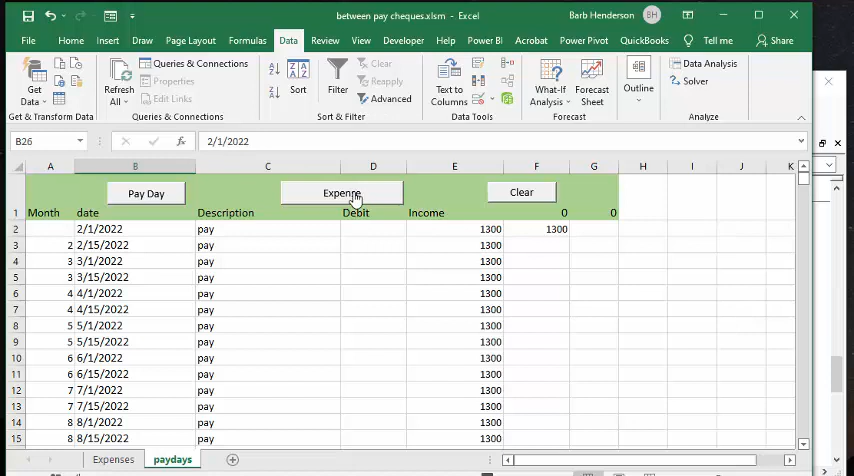 between pay cheques.xlsm - Excel Barb Henderson BH
File Home Insert Draw Page Layout Formulas Data Review View Developer Help Power BI Acrobat Power Pivot QuickBooks Tell me Share
Get Data Queries & Connections Properties Edit Links
Refresh All Sort Filter Clear Reapply Advanced
Text to Columns What-If Analysis Forecast Sheet Outline Data Analysis Solver
Get & Transform Data Queries & Connections Sort & Filter Data Tools Forecast Analyze
B26 fx 2/1/2022
A B C D E F G H I J K
Pay Day Expense Clear
1 Month date Description Debit Income 0 0
2 2/1/2022 pay 1300 1300
3 2 2/15/2022 pay 1300
4 3 3/1/2022 pay 1300
5 3 3/15/2022 pay 1300
6 4 4/1/2022 pay 1300
7 4 4/15/2022 pay 1300
8 5 5/1/2022 pay 1300
9 5 5/15/2022 pay 1300
10 6 6/1/2022 pay 1300
11 6 6/15/2022 pay 1300
12 7 7/1/2022 pay 1300
13 7 7/15/2022 pay 1300
14 8 8/1/2022 pay 1300
15 8 8/15/2022 pay 1300
Expenses paydays